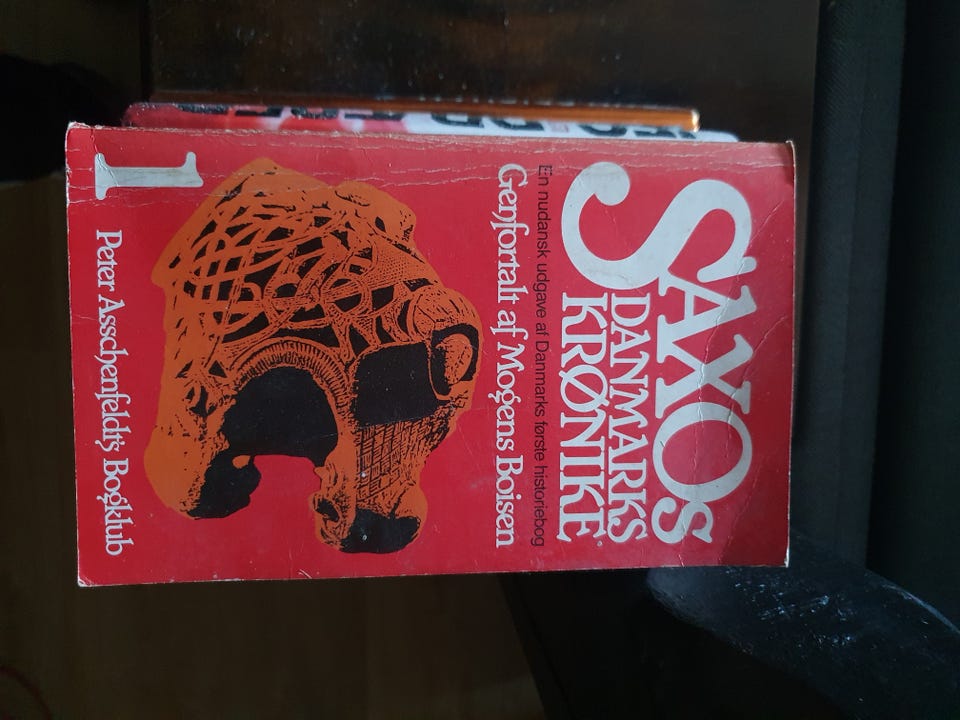 SAXOS
DANMARKS
KRØNIKE
En nudansk udgave af Danmarks første historiebog
Genfortalt af Mogens Boisen
1
Peter Asschenfeldts Bogklub